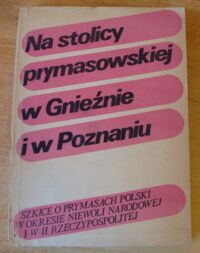 Na stolicy
prymasowskiej
w Gnieźnie
i w Poznaniu
SZKICE O PRYMASACH POLSKI
W OKRESIE NIEWOLI NARODOWEJ
I W II RZECZYPOSPOLITEJ